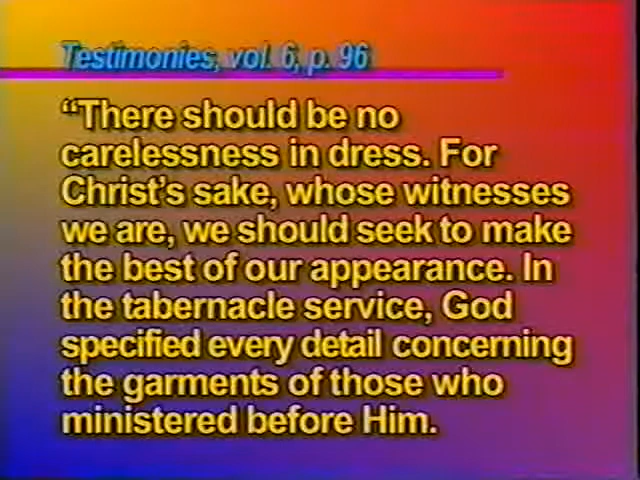 Testimonies, vol. 6, p. 96
“There should be no
carelessness in dress. For
Christ’s sake, whose witnesses
we are, we should seek to make
the best of our appearance. In
the tabernacle service, God
specified every detail concerning
the garments of those who
ministered before Him.